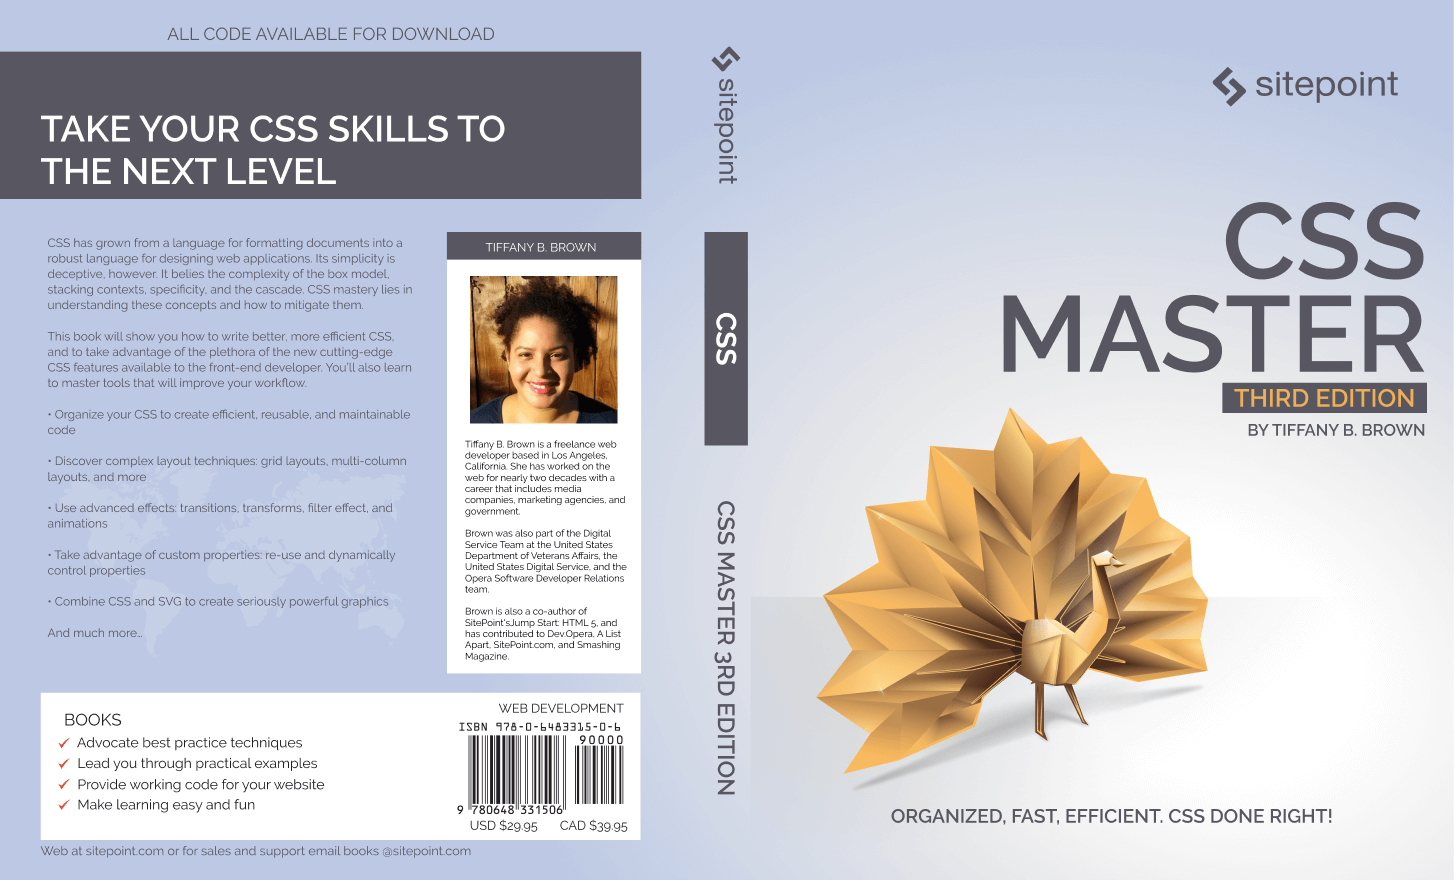 ALL CODE AVAILABLE FOR DOWNLOAD
TAKE YOUR CSS SKILLS TO
THE NEXT LEVEL
CSS has grown from a language for formatting documents into a
robust language for designing web applications. Its simplicity is
deceptive, however. It belies the complexity of the box model,
stacking contexts, specificity, and the cascade. CSS mastery lies in
understanding these concepts and how to mitigate them.
This book will show you how to write better, more efficient CSS,
and to take advantage of the plethora of the new cutting-edge
CSS features available to the front-end developer. You'll also learn
to master tools that will improve your workflow.
• Organize your CSS to create efficient, reusable, and maintainable
code
• Discover complex layout techniques: grid layouts, multi-column
layouts, and more
• Use advanced effects: transitions, transforms, filter effect, and
animations
• Take advantage of custom properties: re-use and dynamically
control properties
• Combine CSS and SVG to create seriously powerful graphics
And much more…
TIFFANY B. BROWN
Tiffany B. Brown is a freelance web
developer based in Los Angeles,
California. She has worked on the
web for nearly two decades with a
career that includes media
companies, marketing agencies, and
government.
Brown was also part of the Digital
Service Team at the United States
Department of Veterans Affairs, the
United States Digital Service, and the
Opera Software Developer Relations
team.
Brown is also a co-author of
SitePoint'sJump Start: HTML 5, and
has contributed to Dev.Opera, A List
Apart, SitePoint.com, and Smashing
Magazine.
BOOKS
Advocate best practice techniques
Lead you through practical examples
Provide working code for your website
Make learning easy and fun
WEB DEVELOPMENT
ISBN 978-0-6483315-0-6
90000
9 780648 331506
USD $29.95 CAD $39.95
Web at sitepoint.com or for sales and support email books @sitepoint.com
sitepoint
CSS
CSS MASTER 3RD EDITION
sitepoint
CSS
MASTER
THIRD EDITION
BY TIFFANY B. BROWN
ORGANIZED, FAST, EFFICIENT. CSS DONE RIGHT!